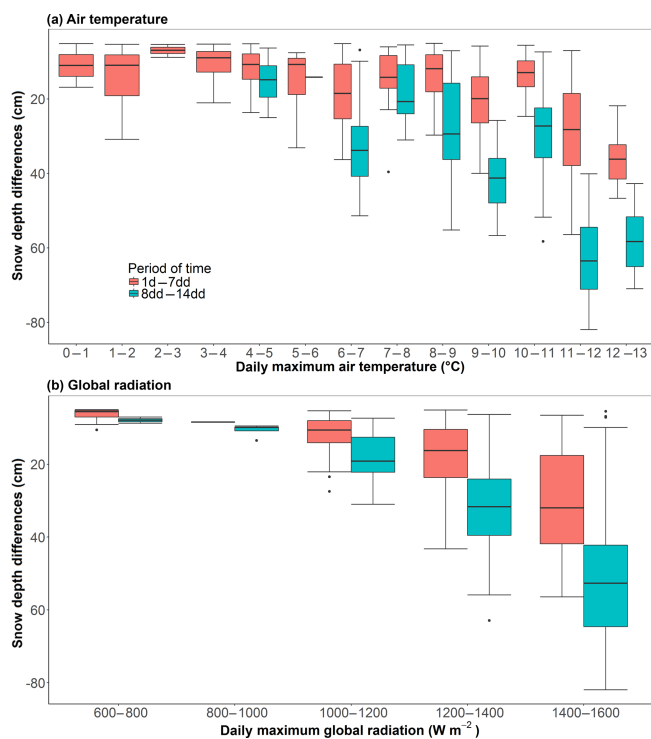 (a) Air temperature
Snow depth differences (cm)
20
40
60
-80
Period of time
1d−7dd
8dd−14dd
0−1 1−2 2−3 3−4 4−5 5−6 6−7 7−8 8−9 9−10 10−11 11−12 12−13
Daily maximum air temperature (°C)
(b) Global radiation
Snow depth differences (cm)
20
40
60
-80
600−800 800−1000 1000−1200 1200−1400 1400−1600
Daily maximum global radiation (W m−2 )